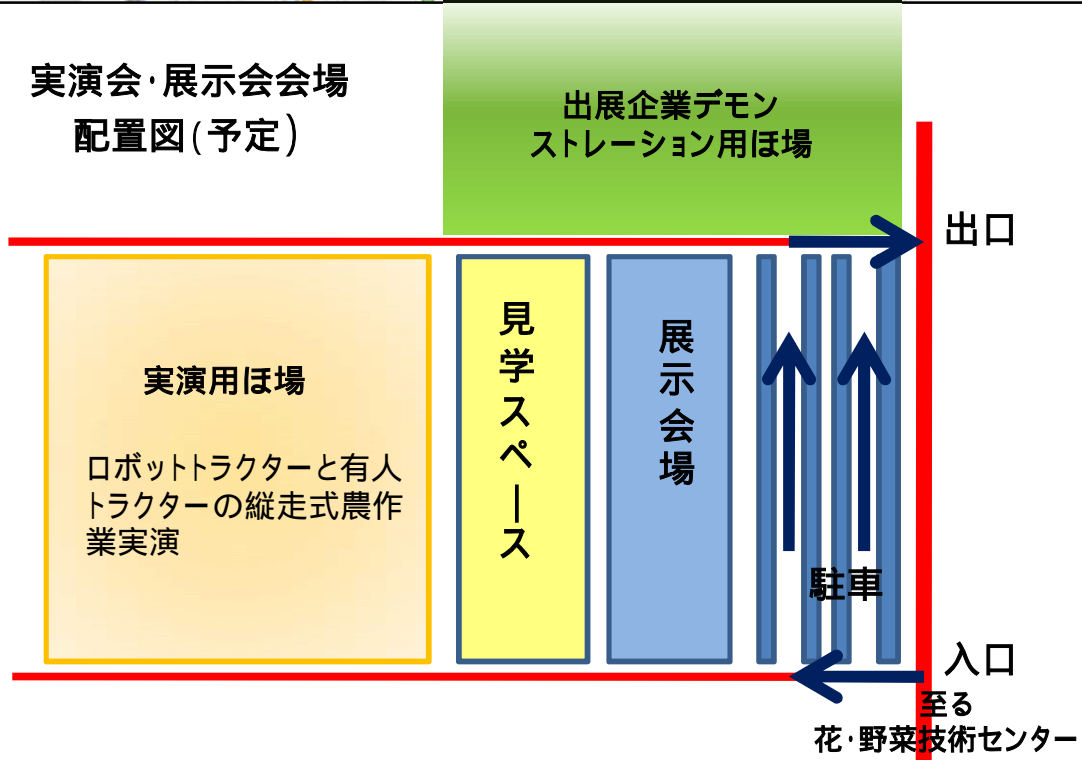 実演会・展示会会場
配置図(予定)
出展企業デモン
ストレーション用ほ場
出口
実演用ほ場
ロボットトラクターと有人
トラクターの縦走式農作
業実演
見学スペース
展示会場
駐車
入口
至る
花・野菜技術センター